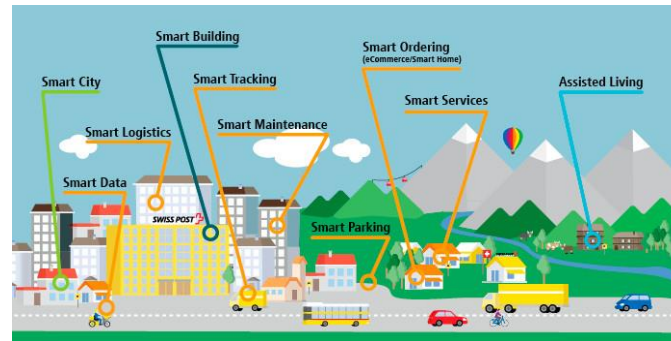 Smart Building
Smart Ordering
(eCommerce/Smart Home)
Smart City
Smart Tracking
Assisted Living
Smart Services
Smart Logistics
Smart Maintenance
Smart Data
SWISS POST
Smart Parking